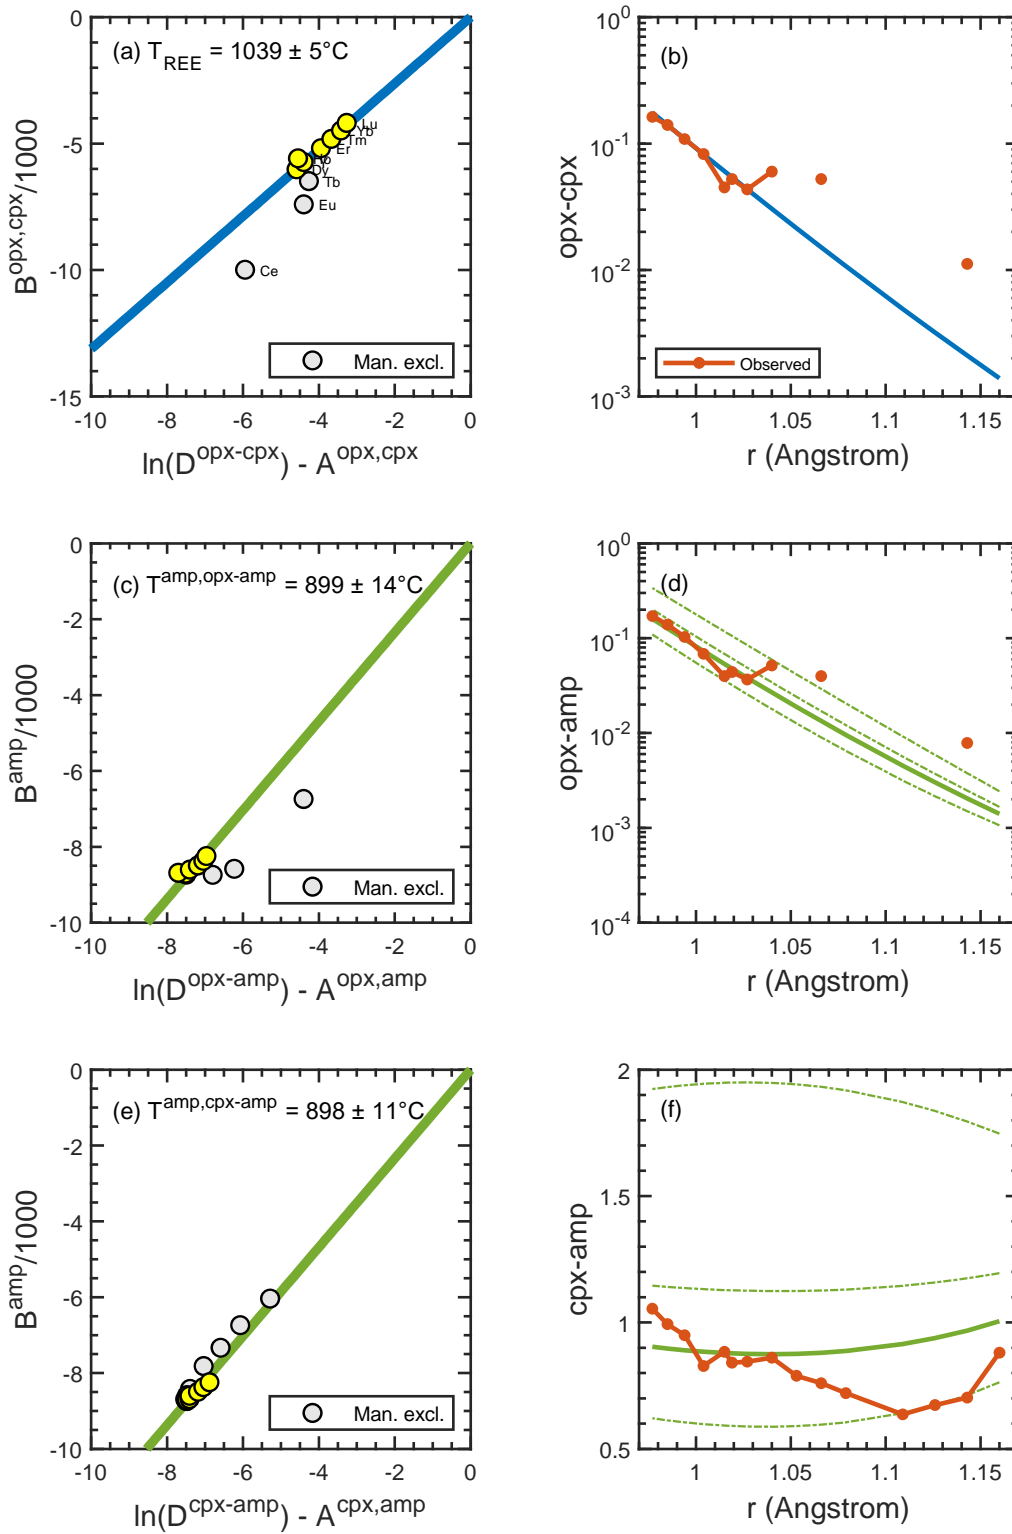 (a) T_REE = 1039 ± 5°C
0
-5
-10
-15
B^opx,cpx/1000
Lu
Yb
Tm
Er
Dy
Tb
Eu
Ce
Man. excl.
-10 -8 -6 -4 -2 0
ln(D^opx-cpx) - A^opx,cpx
(b)
10^0
10^-1
10^-2
10^-3
opx-cpx
Observed
1 1.05 1.1 1.15
r (Angstrom)
(c) T^amp,opx-amp = 899 ± 14°C
0
-2
-4
-6
-8
-10
B^amp/1000
Man. excl.
-10 -8 -6 -4 -2 0
ln(D^opx-amp) - A^opx,amp
(d)
10^0
10^-1
10^-2
10^-3
10^-4
opx-amp
1 1.05 1.1 1.15
r (Angstrom)
(e) T^amp,cpx-amp = 898 ± 11°C
0
-2
-4
-6
-8
-10
B^amp/1000
Man. excl.
-10 -8 -6 -4 -2 0
ln(D^cpx-amp) - A^cpx,amp
(f)
2
1.5
1
0.5
cpx-amp
1 1.05 1.1 1.15
r (Angstrom)